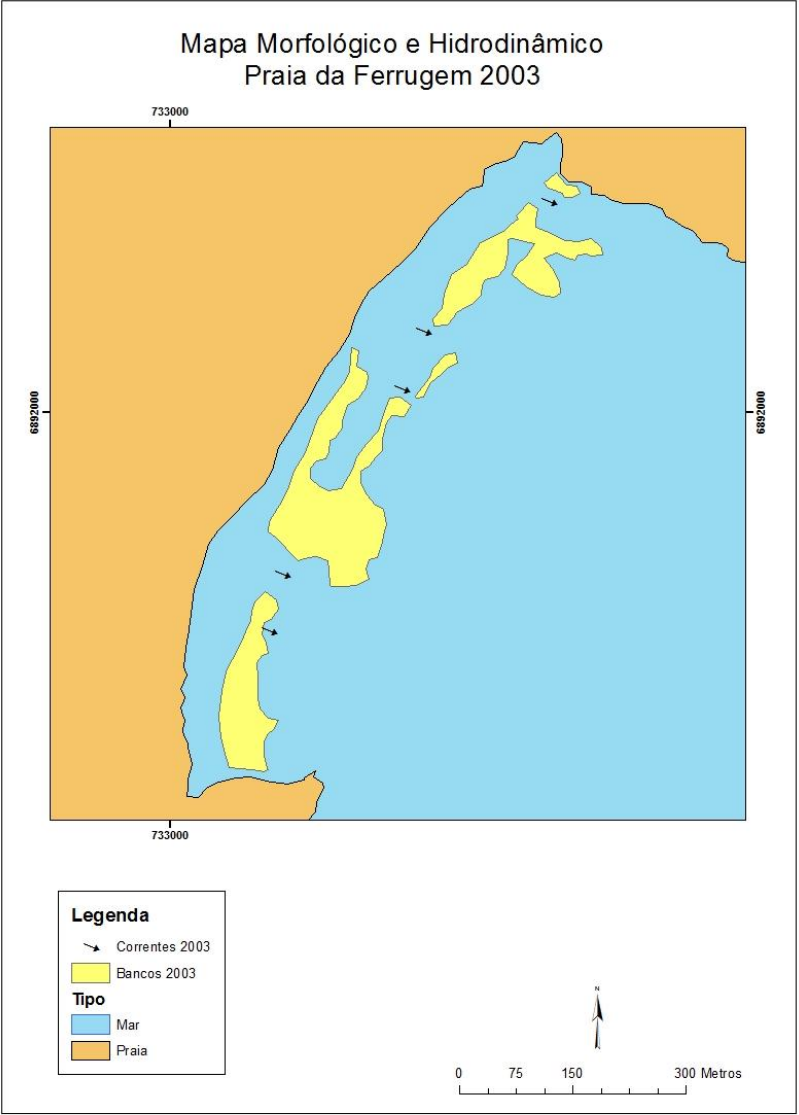 Mapa Morfológico e Hidrodinâmico
Praia da Ferrugem 2003
733000
6892000
6892000
733000
Legenda
Correntes 2003
Bancos 2003
Tipo
Mar
Praia
N
0 75 150 300 Metros